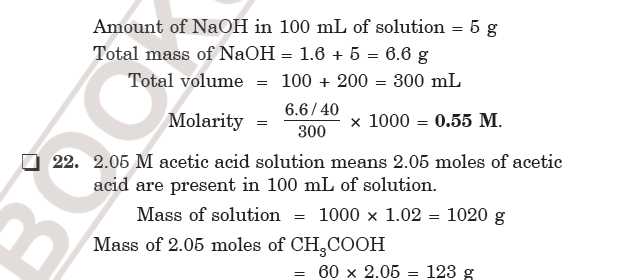 Amount of NaOH in 100 mL of solution = 5 g
Total mass of NaOH = 1.6 + 5 = 6.6 g
Total volume = 100 + 200 = 300 mL
Molarity = 6.6 / 40 / 300 × 1000 = 0.55 M.
❑ 22. 2.05 M acetic acid solution means 2.05 moles of acetic
acid are present in 100 mL of solution.
Mass of solution = 1000 × 1.02 = 1020 g
Mass of 2.05 moles of CH₃COOH
= 60 × 2.05 = 123 g
BOOK